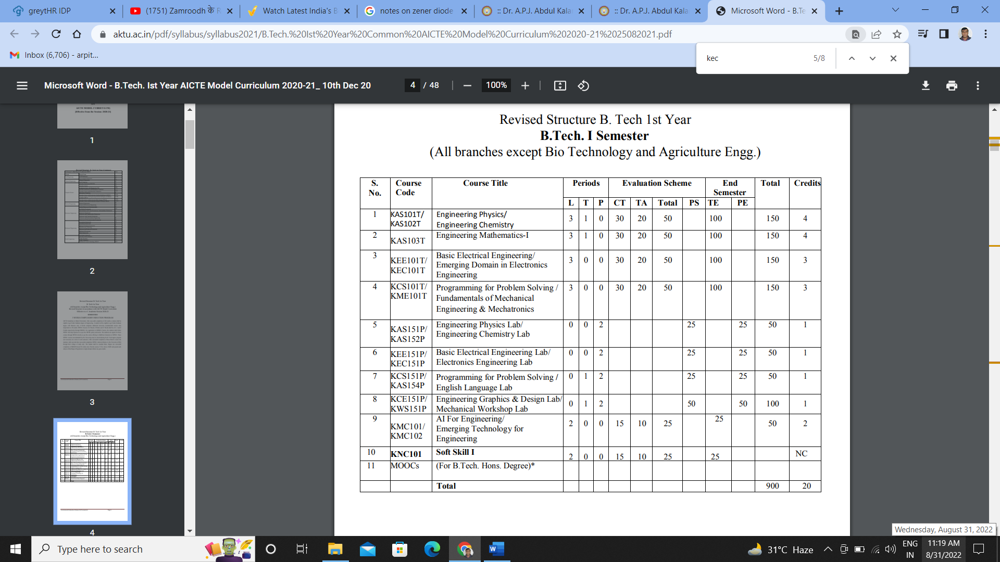 greytHR IDP
(1751) Zamroodh के R
Watch Latest India's B
notes on zener diode
:: Dr. A.P.J. Abdul Kala
:: Dr. A.P.J. Abdul Kala
Microsoft Word - B.Te
aktu.ac.in/pdf/syllabus/syllabus2021/B.Tech.%20Ist%20Year%20Common%20AICTE%20Model%20Curriculum%202020-21%2025082021.pdf
Inbox (6,706) - arpit...
kec 5/8
Microsoft Word - B.Tech. Ist Year AICTE Model Curriculum 2020-21_ 10th Dec 20
4 / 48
100%
AICTE MODEL CURRICULUM)
[Effective from the Session: 2020-21]
1
2
3
4
Revised Structure B. Tech 1st Year
B.Tech. I Semester
(All branches except Bio Technology and Agriculture Engg.)
S. No. Course Code Course Title Periods Evaluation Scheme End Semester Total Credits
L T P CT TA Total PS TE PE
1 KAS101T/ KAS102T Engineering Physics/ Engineering Chemistry 3 1 0 30 20 50 100 150 4
2 KAS103T Engineering Mathematics-I 3 1 0 30 20 50 100 150 4
3 KEE101T/ KEC101T Basic Electrical Engineering/ Emerging Domain in Electronics Engineering 3 0 0 30 20 50 100 150 3
4 KCS101T/ KME101T Programming for Problem Solving / Fundamentals of Mechanical Engineering & Mechatronics 3 0 0 30 20 50 100 150 3
5 KAS151P/ KAS152P Engineering Physics Lab/ Engineering Chemistry Lab 0 0 2 25 25 50 1
6 KEE151P/ KEC151P Basic Electrical Engineering Lab/ Electronics Engineering Lab 0 0 2 25 25 50 1
7 KCS151P/ KAS154P Programming for Problem Solving / English Language Lab 0 1 2 25 25 50 1
8 KCE151P/ KWS151P Engineering Graphics & Design Lab/ Mechanical Workshop Lab 0 1 2 50 50 100 1
9 KMC101/ KMC102 AI For Engineering/ Emerging Technology for Engineering 2 0 0 15 10 25 25 50 2
10 KNC101 Soft Skill I 2 0 0 15 10 25 25 NC
11 MOOCs (For B.Tech. Hons. Degree)*
Total 900 20
Wednesday, August 31, 2022
Type here to search
31°C Haze
ENG
IN
11:19 AM
8/31/2022